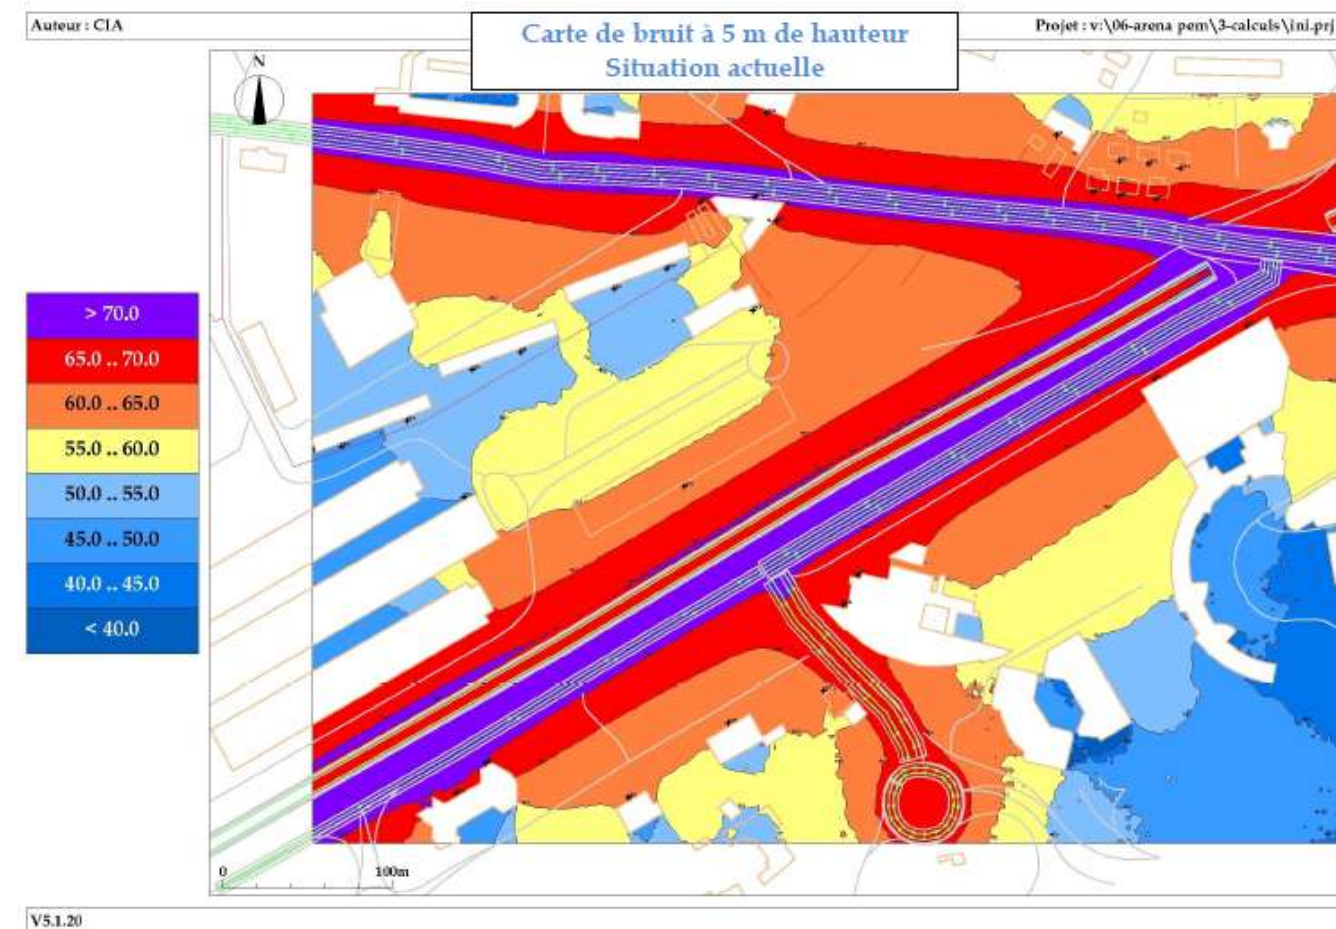 Auteur : CIA
Carte de bruit à 5 m de hauteur
Situation actuelle
Projet : v:\06-arena pem\3-calculs\ini.prj
N
> 70.0
65.0 .. 70.0
60.0 .. 65.0
55.0 .. 60.0
50.0 .. 55.0
45.0 .. 50.0
40.0 .. 45.0
< 40.0
0 100m
V5.1.20